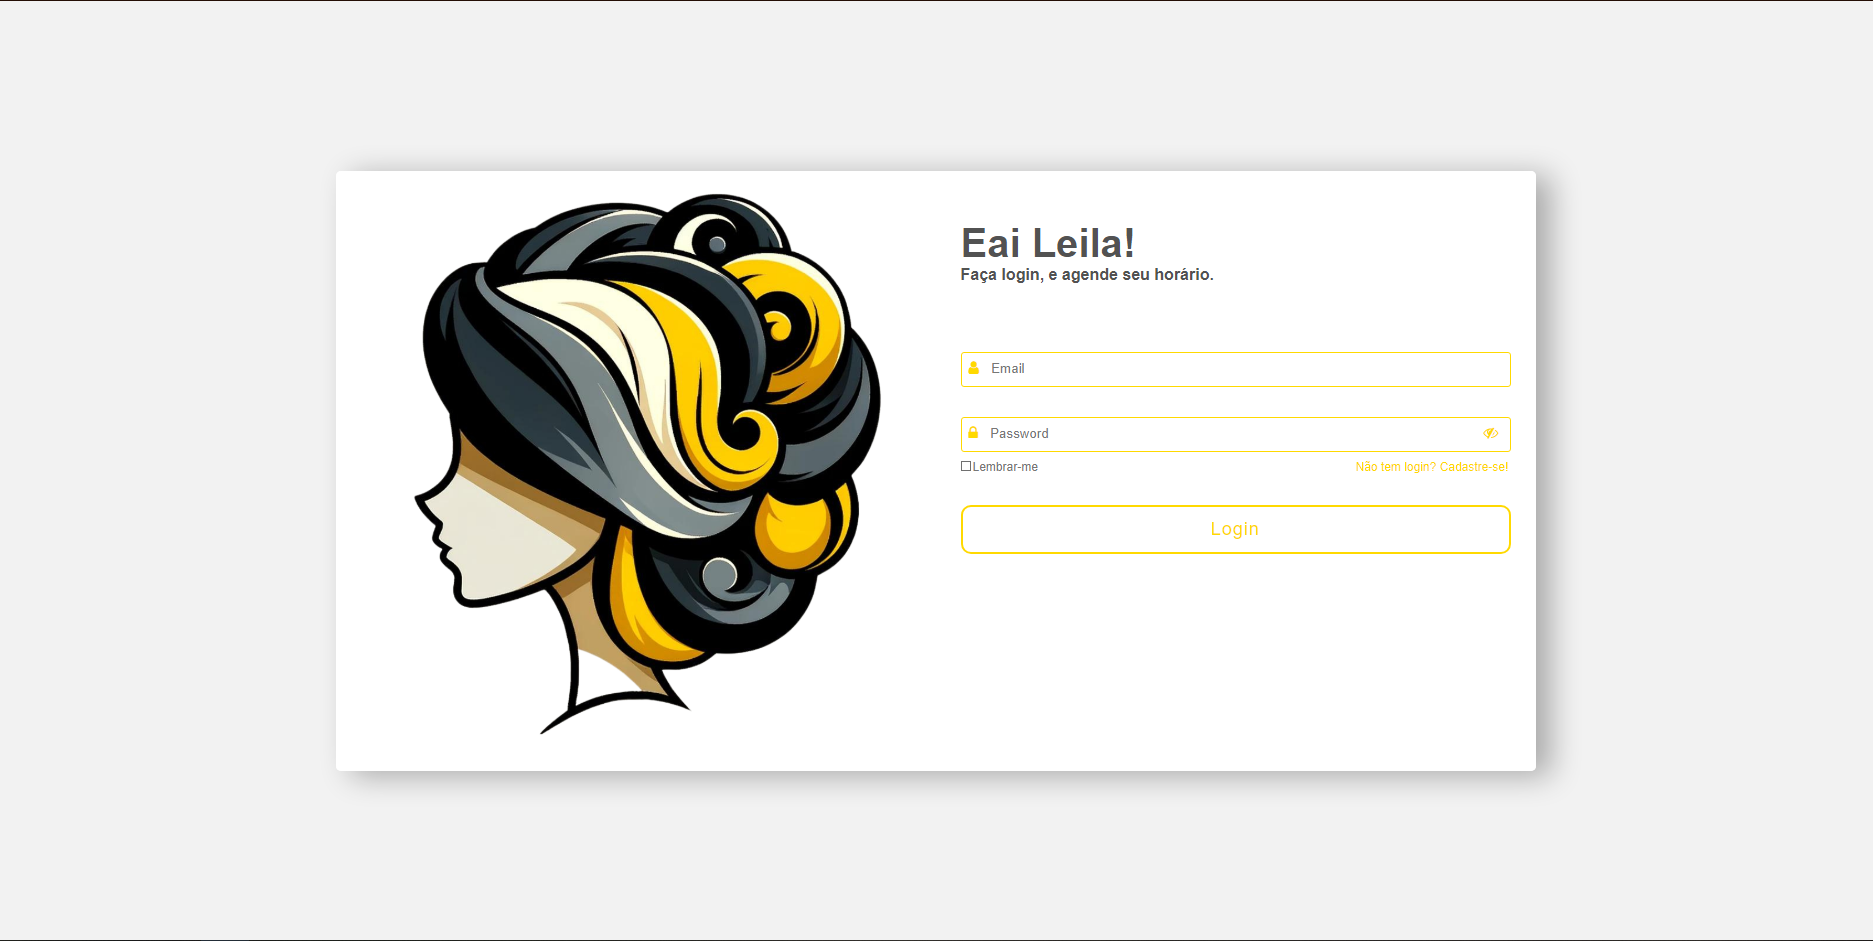 Eai Leila!
Faça login, e agende seu horário.
Email
Password
Lembrar-me
Não tem login? Cadastre-se!
Login